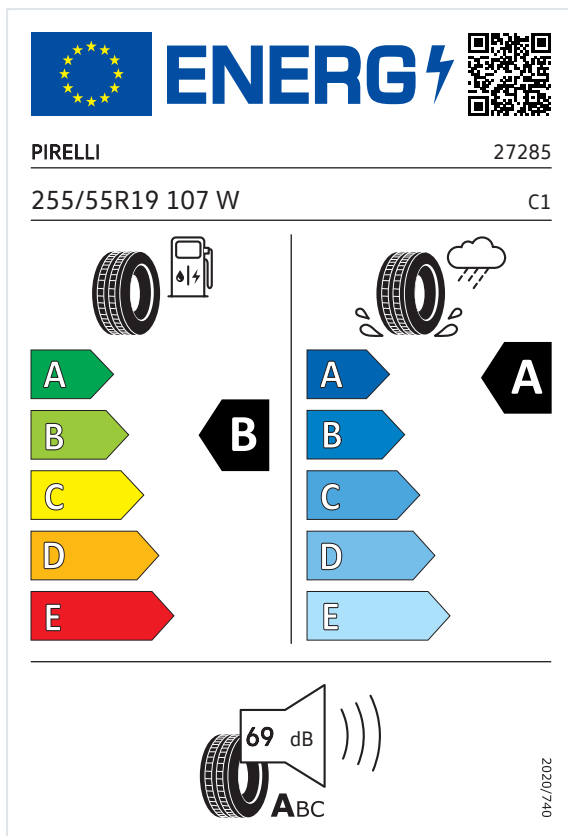 ENERG
PIRELLI 27285
255/55R19 107 W C1
A A A
B B B
C C
D D
E E
69 dB
ABC
2020/740